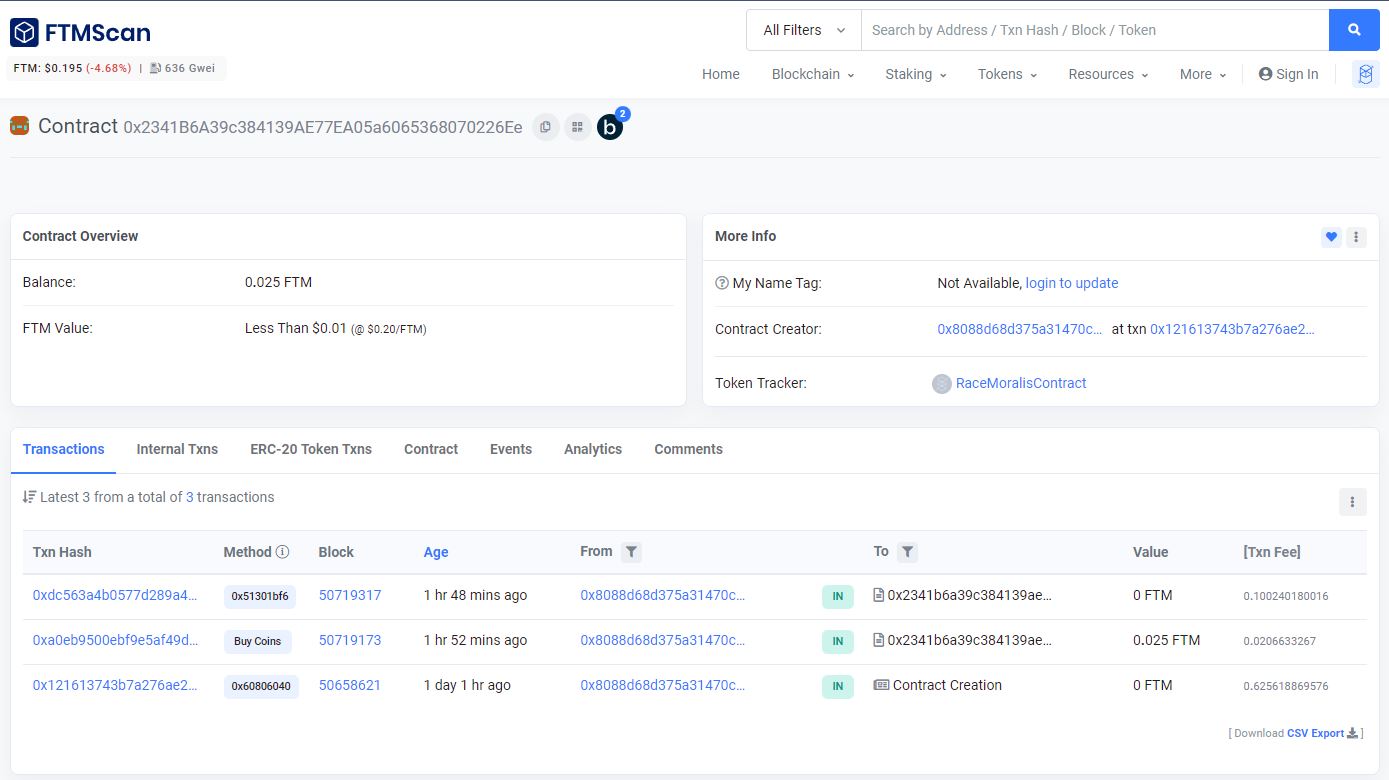 FTMScan
All Filters
Search by Address / Txn Hash / Block / Token
FTM: $0.195 (-4.68%) | 636 Gwei
Home Blockchain Staking Tokens Resources More Sign In
Contract 0x2341B6A39c384139AE77EA05a6065368070226Ee b 2
Contract Overview
Balance: 0.025 FTM
FTM Value: Less Than $0.01 (@ $0.20/FTM)
More Info
My Name Tag: Not Available, login to update
Contract Creator: 0x8088d68d375a31470c... at txn 0x121613743b7a276ae2...
Token Tracker: RaceMoralisContract
Transactions Internal Txns ERC-20 Token Txns Contract Events Analytics Comments
Latest 3 from a total of 3 transactions
Txn Hash Method Block Age From To Value [Txn Fee]
0xdc563a4b0577d289a4... 0x51301bf6 50719317 1 hr 48 mins ago 0x8088d68d375a31470c... IN 0x2341b6a39c384139ae... 0 FTM 0.100240180016
0xa0eb9500ebf9e5af49d... Buy Coins 50719173 1 hr 52 mins ago 0x8088d68d375a31470c... IN 0x2341b6a39c384139ae... 0.025 FTM 0.0206633267
0x121613743b7a276ae2... 0x60806040 50658621 1 day 1 hr ago 0x8088d68d375a31470c... IN Contract Creation 0 FTM 0.625618869576
[ Download CSV Export ]